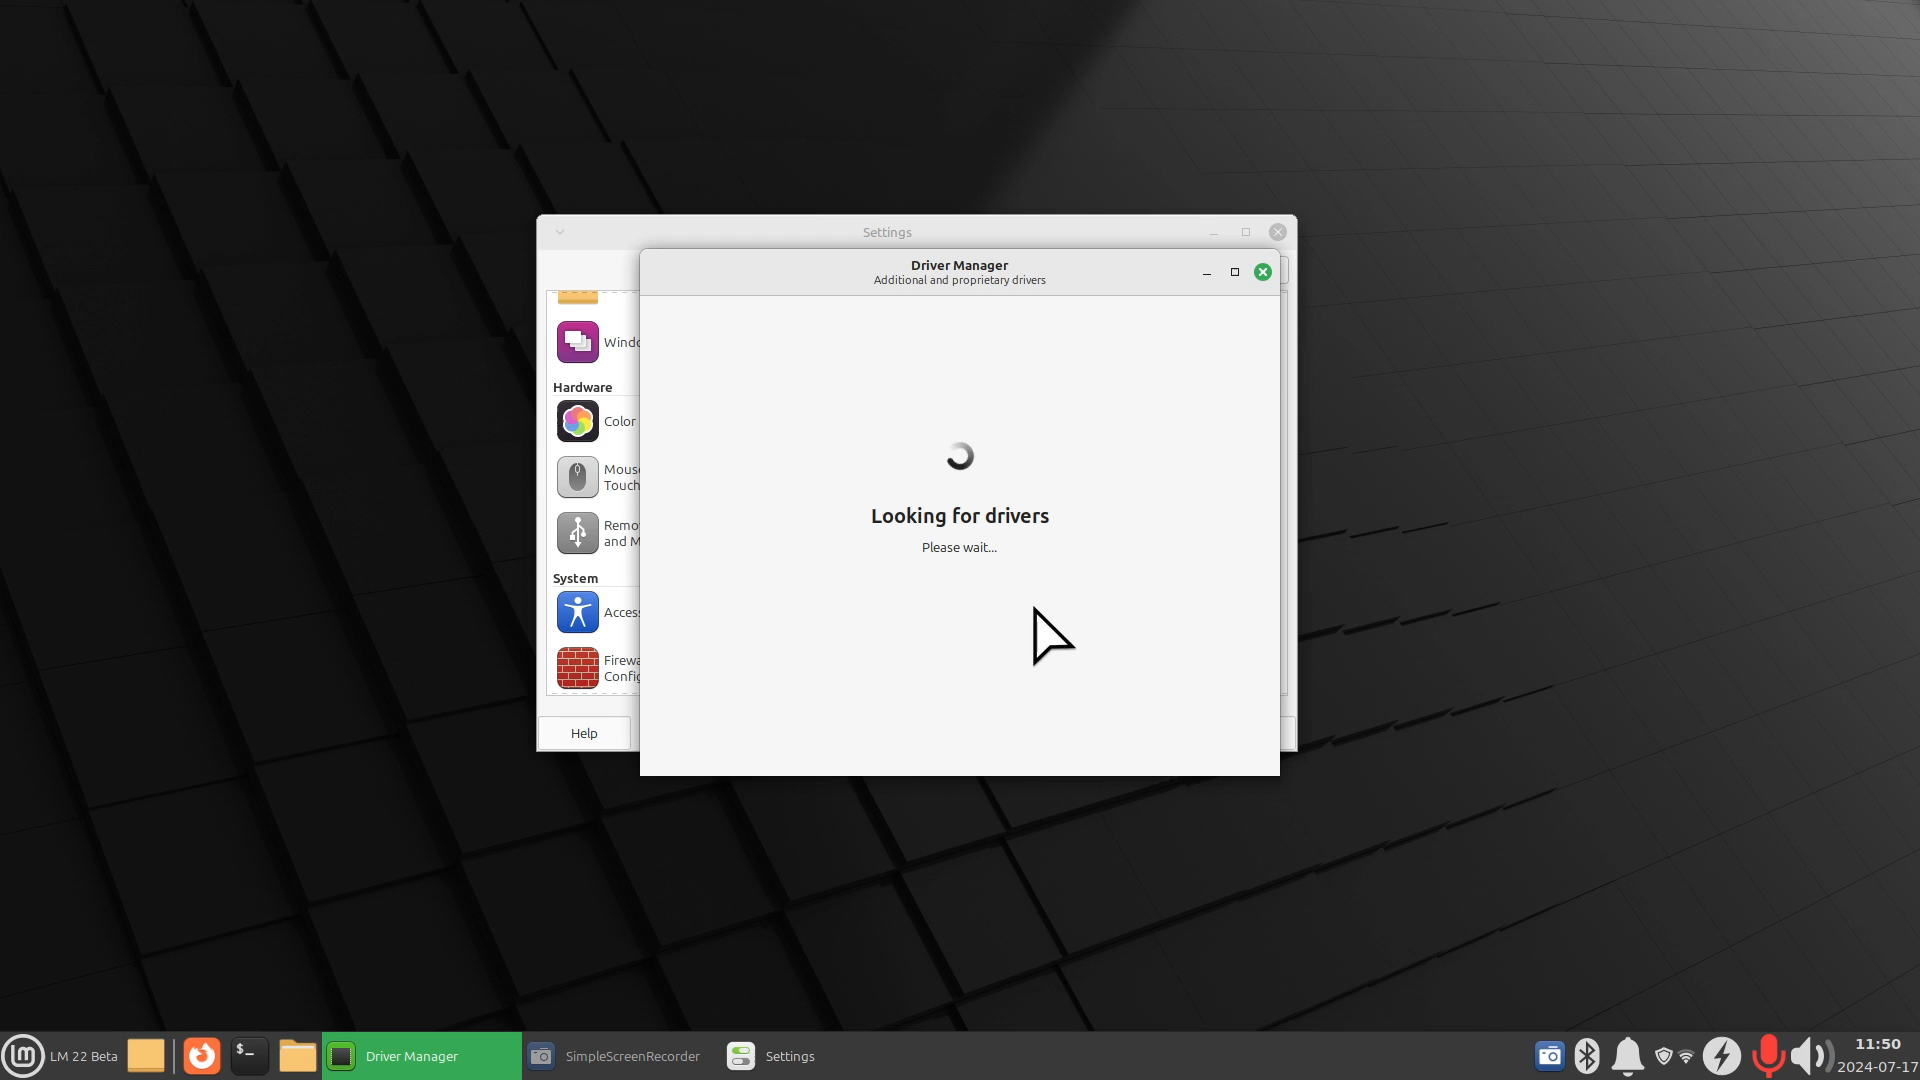 Settings
Driver Manager
Additional and proprietary drivers
Hardware
Color
System
Looking for drivers
Please wait...
Help
LM 22 Beta
$_
Driver Manager
SimpleScreenRecorder
Settings
11:50
2024-07-17